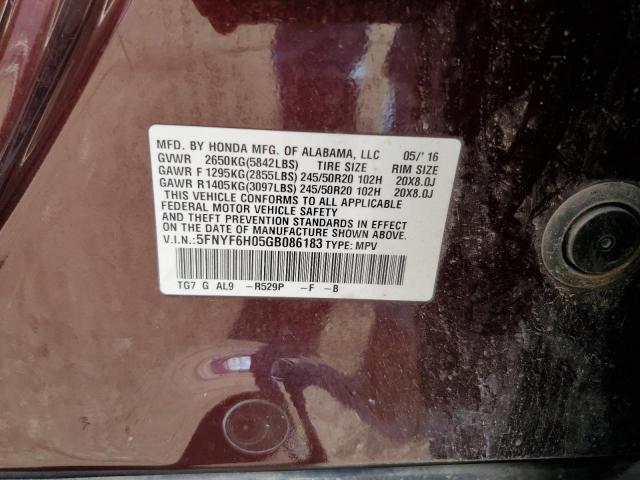 MFD. BY HONDA MFG. OF ALABAMA, LLC 05/'16
GVWR 2650KG(5842LBS) TIRE SIZE RIM SIZE
GAWR F 1295KG(2855LBS) 245/50R20 102H 20X8.0J
GAWR R 1405KG(3097LBS) 245/50R20 102H 20X8.0J
THIS VEHICLE CONFORMS TO ALL APPLICABLE
FEDERAL MOTOR VEHICLE SAFETY
AND THEFT PREVENTION STANDARDS IN EFFECT
ON THE DATE OF MANUFACTURE SHOWN ABOVE.
V.I.N.:5FNYF6H05GB086183 TYPE: MPV
TG7 G AL9 -R529P -F -B